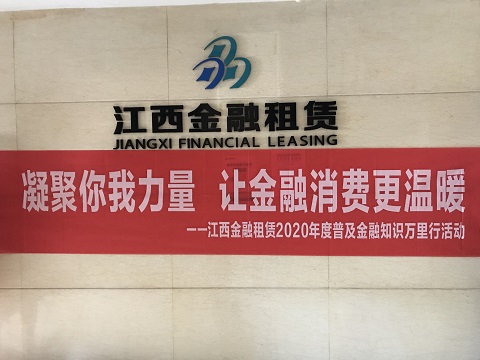 江西金融租赁
JIANGXI FINANCIAL LEASING
凝聚你我力量 让金融消费更温暖
——江西金融租赁2020年度普及金融知识万里行活动